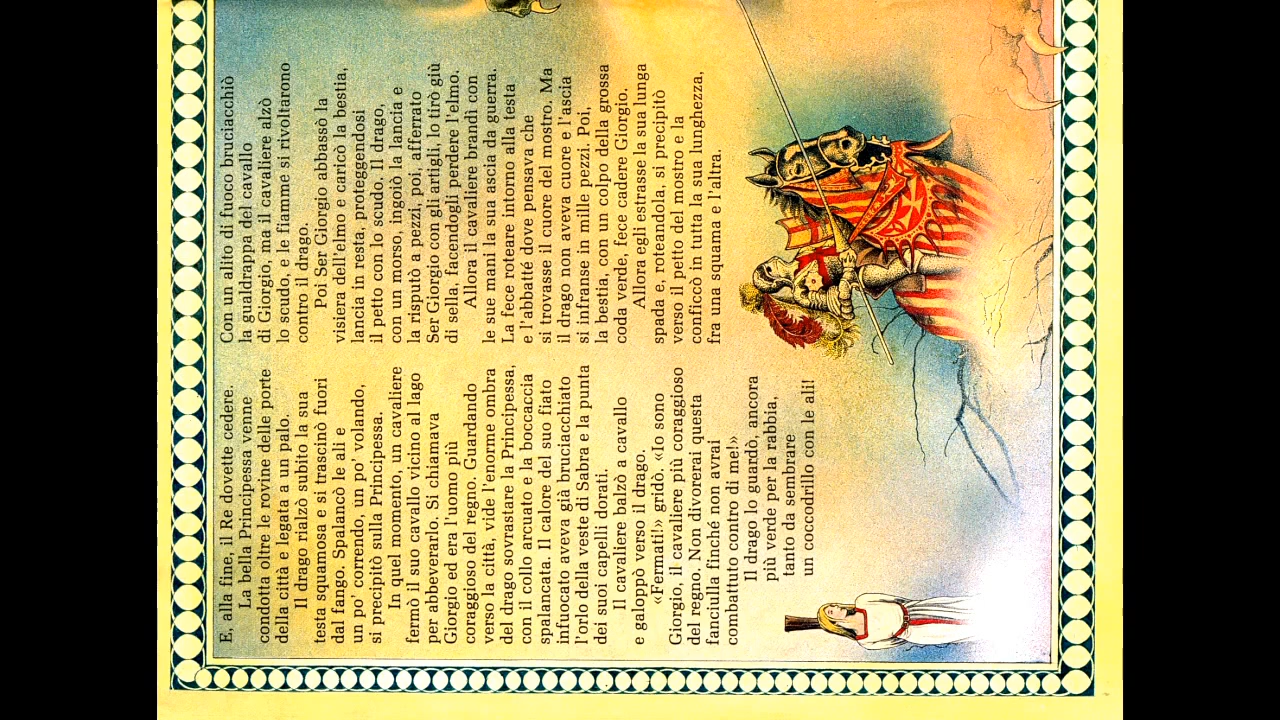 E, alla fine, il Re dovette cedere.
La bella Principessa venne
condotta oltre le rovine delle porte
della città e legata a un palo.
Il drago rialzò subito la sua
testa squamosa e si trascinò fuori
dal fango. Spalancò le ali e
un po' correndo, un po' volando,
si precipitò sulla Principessa.
In quel momento, un cavaliere
fermò il suo cavallo vicino al lago
per abbeverarlo. Si chiamava
Giorgio ed era l'uomo più
coraggioso del regno. Guardando
verso la città, vide l'enorme ombra
del drago sovrastare la Principessa,
con il collo arcuato e la boccaccia
spalancata. Il calore del suo fiato
infuocato aveva già bruciacchiato
l'orlo della veste di Sabra e la punta
dei suoi capelli dorati.
Il cavaliere balzò a cavallo
e galoppò verso il drago.
«Fermati!» gridò. «Io sono
Giorgio, il cavaliere più coraggioso
del regno. Non divorerai questa
fanciulla finché non avrai
combattuto contro di me!»
Il drago lo guardò, ancora
più verde per la rabbia,
tanto da sembrare
un coccodrillo con le ali!
Con un alito di fuoco bruciacchiò
la gualdrappa del cavallo
di Giorgio, ma il cavaliere alzò
lo scudo, e le fiamme si rivoltarono
contro il drago.
Poi Ser Giorgio abbassò la
visiera dell'elmo e caricò la bestia,
lancia in resta, proteggendosi
il petto con lo scudo. Il drago,
con un morso, ingoiò la lancia e
la risputò a pezzi, poi, afferrato
Ser Giorgio con gli artigli, lo tirò giù
di sella, facendogli perdere l'elmo.
Allora il cavaliere brandì con
le sue mani la sua ascia da guerra.
La fece roteare intorno alla testa
e l'abbatté dove pensava che
si trovasse il cuore del mostro. Ma
il drago non aveva cuore e l'ascia
si infranse in mille pezzi. Poi,
la bestia, con un colpo della grossa
coda verde, fece cadere Giorgio.
Allora egli estrasse la sua lunga
spada e, roteandola, si precipitò
verso il petto del mostro e la
conficcò in tutta la sua lunghezza,
fra una squama e l'altra.